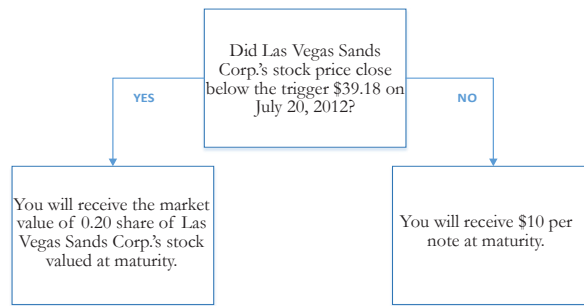 Did Las Vegas Sands
Corp.'s stock price close
below the trigger $39.18 on
July 20, 2012?
YES
NO
You will receive the market
value of 0.20 share of Las
Vegas Sands Corp.'s stock
valued at maturity.
You will receive $10 per
note at maturity.